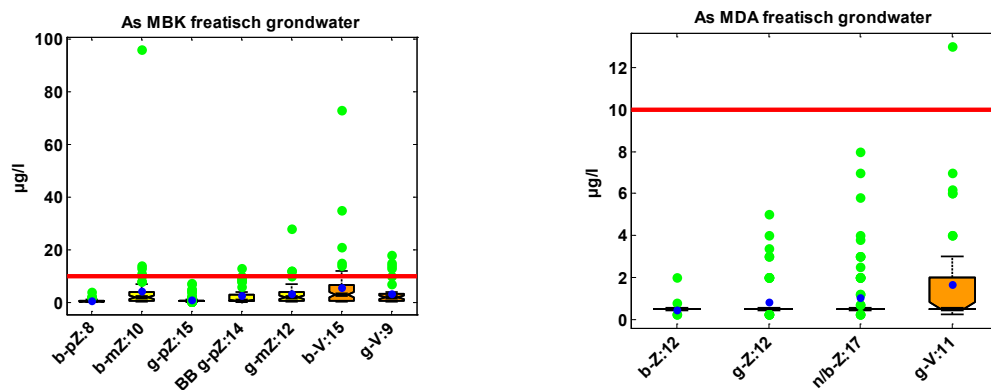 As MBK freatisch grondwater
100
80
60
40
20
0
µg/l
b-pZ:8
b-mZ:10
g-pZ:15
BB g-pZ:14
g-mZ:12
b-V:15
g-V:9
As MDA freatisch grondwater
12
10
8
6
4
2
0
µg/l
b-Z:12
g-Z:12
n/b-Z:17
g-V:11